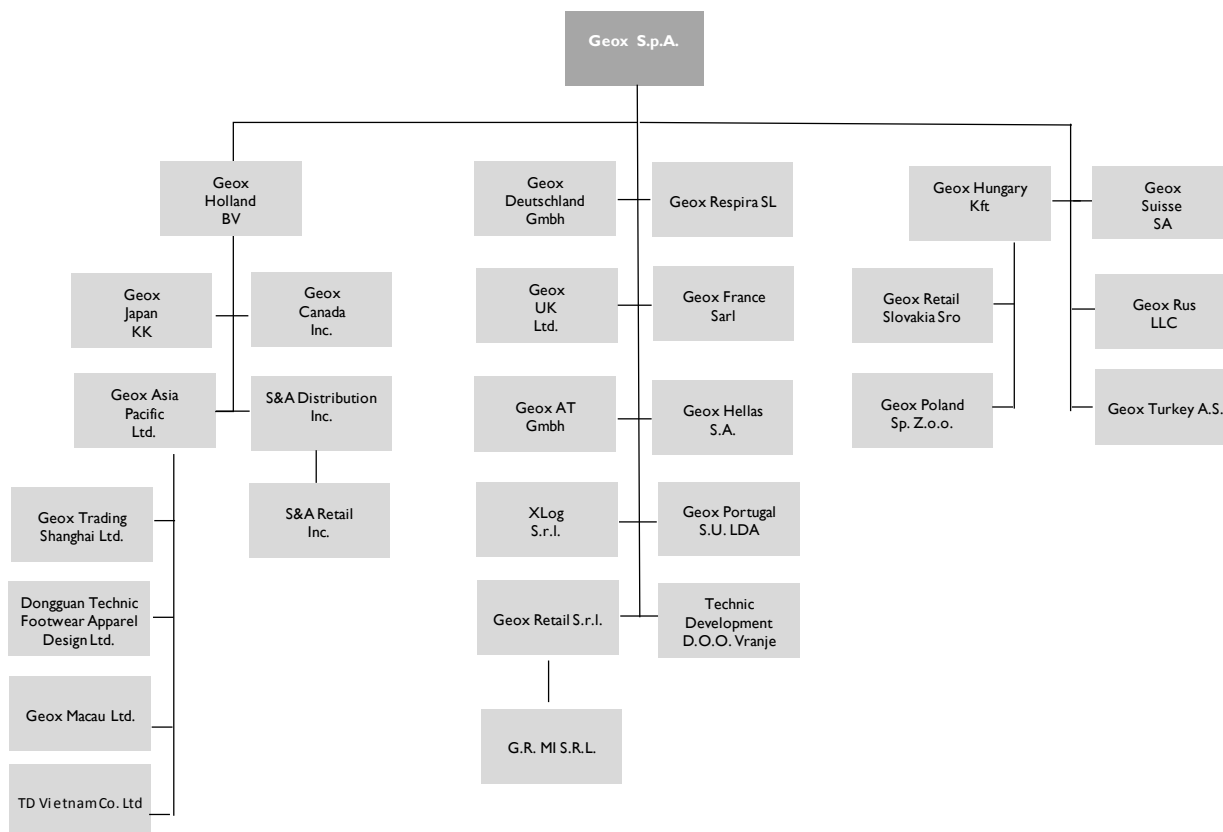 Geox S.p.A.
Geox
Holland
BV
Geox
Deutschland
Gmbh
Geox Respira SL
Geox Hungary
Kft
Geox
Suisse
SA
Geox
Japan
KK
Geox
Canada
Inc.
Geox
UK
Ltd.
Geox France
Sarl
Geox Retail
Slovakia Sro
Geox Rus
LLC
Geox Asia
Pacific
Ltd.
S&A Distribution
Inc.
Geox AT
Gmbh
Geox Hellas
S.A.
Geox Poland
Sp. Z.o.o.
Geox Turkey A.S.
Geox Trading
Shanghai Ltd.
S&A Retail
Inc.
XLog
S.r.l.
Geox Portugal
S.U. LDA
Dongguan Technic
Footwear Apparel
Design Ltd.
Geox Retail S.r.l.
Technic
Development
D.O.O. Vranje
Geox Macau Ltd.
G.R. MI S.R.L.
TD Vietnam Co. Ltd